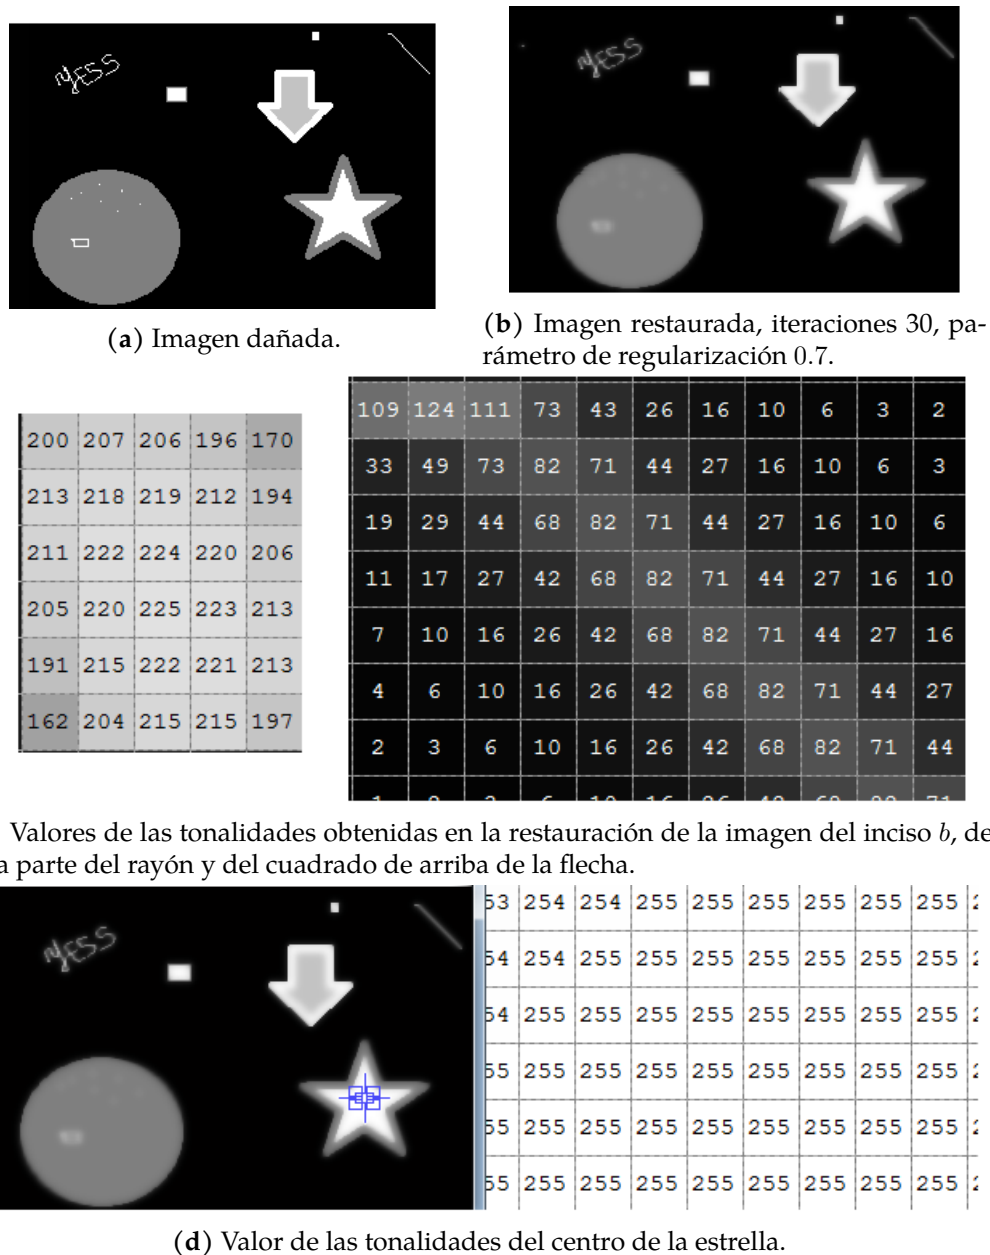 yESS
yESS
(a) Imagen dañada.
(b) Imagen restaurada, iteraciones 30, pa-
rámetro de regularización 0.7.
200 207 206 196 170
213 218 219 212 194
211 222 224 220 206
205 220 225 223 213
191 215 222 221 213
162 204 215 215 197
109 124 111 73 43 26 16 10 6 3 2
33 49 73 82 71 44 27 16 10 6 3
19 29 44 68 82 71 44 27 16 10 6
11 17 27 42 68 82 71 44 27 16 10
7 10 16 26 42 68 82 71 44 27 16
4 6 10 16 26 42 68 82 71 44 27
2 3 6 10 16 26 42 68 82 71 44
Valores de las tonalidades obtenidas en la restauración de la imagen del inciso b, de
a parte del rayón y del cuadrado de arriba de la flecha.
yESS
53 254 254 255 255 255 255 255 255
54 254 255 255 255 255 255 255 255
54 255 255 255 255 255 255 255 255
55 255 255 255 255 255 255 255 255
55 255 255 255 255 255 255 255 255
55 255 255 255 255 255 255 255 255
(d) Valor de las tonalidades del centro de la estrella.